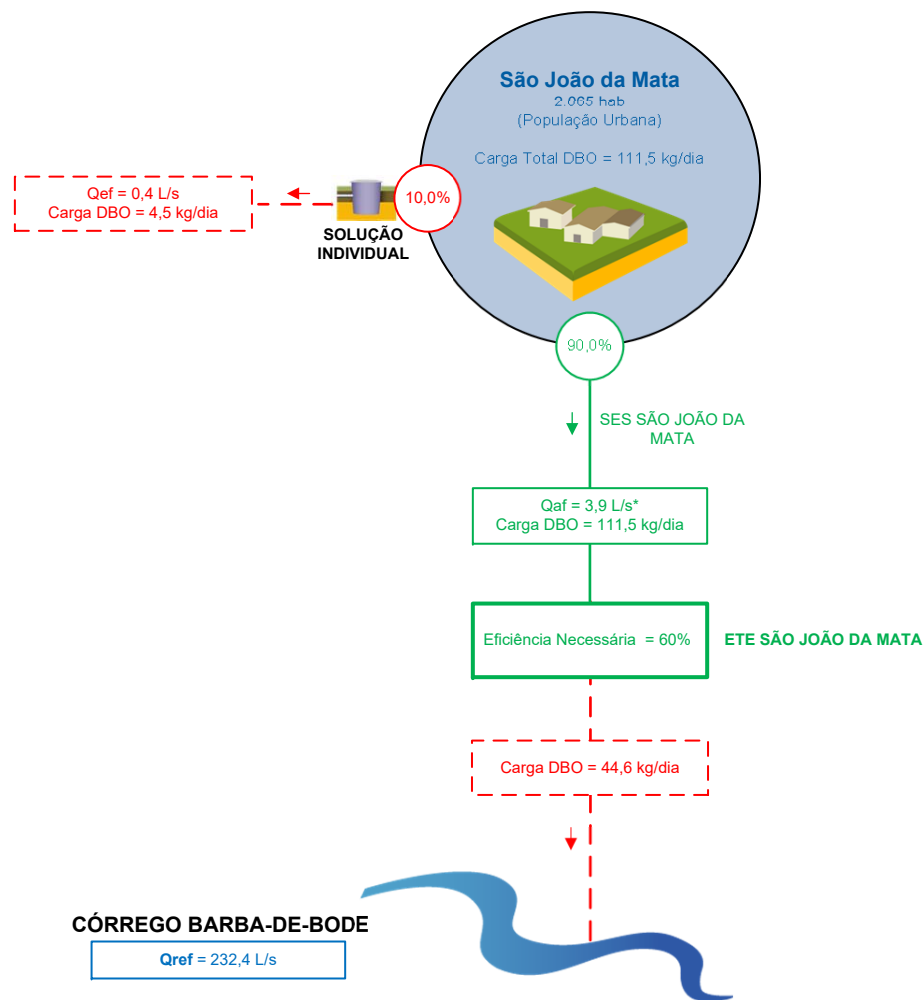 São João da Mata
2.065 hab
(População Urbana)
Carga Total DBO = 111,5 kg/dia
10,0%
Qef = 0,4 L/s
Carga DBO = 4,5 kg/dia
SOLUÇÃO
INDIVIDUAL
90,0%
SES SÃO JOÃO DA
MATA
Qaf = 3,9 L/s*
Carga DBO = 111,5 kg/dia
Eficiência Necessária = 60%
ETE SÃO JOÃO DA MATA
Carga DBO = 44,6 kg/dia
CÓRREGO BARBA-DE-BODE
Qref = 232,4 L/s